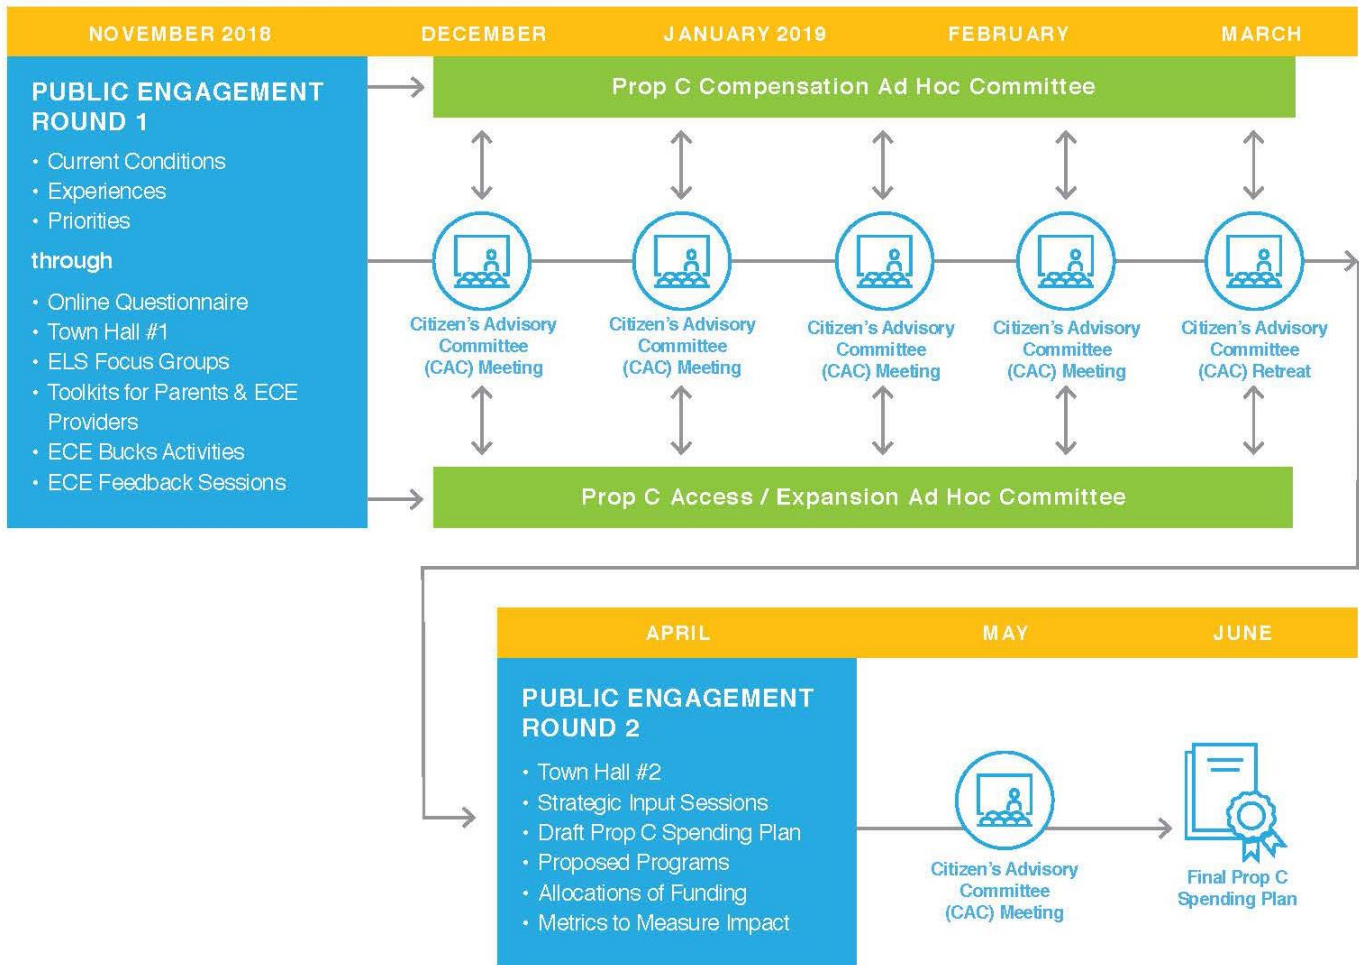 NOVEMBER 2018
DECEMBER
JANUARY 2019
FEBRUARY
MARCH
PUBLIC ENGAGEMENT
ROUND 1
• Current Conditions
• Experiences
• Priorities
through
• Online Questionnaire
• Town Hall #1
• ELS Focus Groups
• Toolkits for Parents & ECE
Providers
• ECE Bucks Activities
• ECE Feedback Sessions
Prop C Compensation Ad Hoc Committee
Citizen's Advisory
Committee
(CAC) Meeting
Citizen's Advisory
Committee
(CAC) Meeting
Citizen's Advisory
Committee
(CAC) Meeting
Citizen's Advisory
Committee
(CAC) Meeting
Citizen's Advisory
Committee
(CAC) Retreat
Prop C Access / Expansion Ad Hoc Committee
APRIL
MAY
JUNE
PUBLIC ENGAGEMENT
ROUND 2
• Town Hall #2
• Strategic Input Sessions
• Draft Prop C Spending Plan
• Proposed Programs
• Allocations of Funding
• Metrics to Measure Impact
Citizen's Advisory
Committee
(CAC) Meeting
Final Prop C
Spending Plan